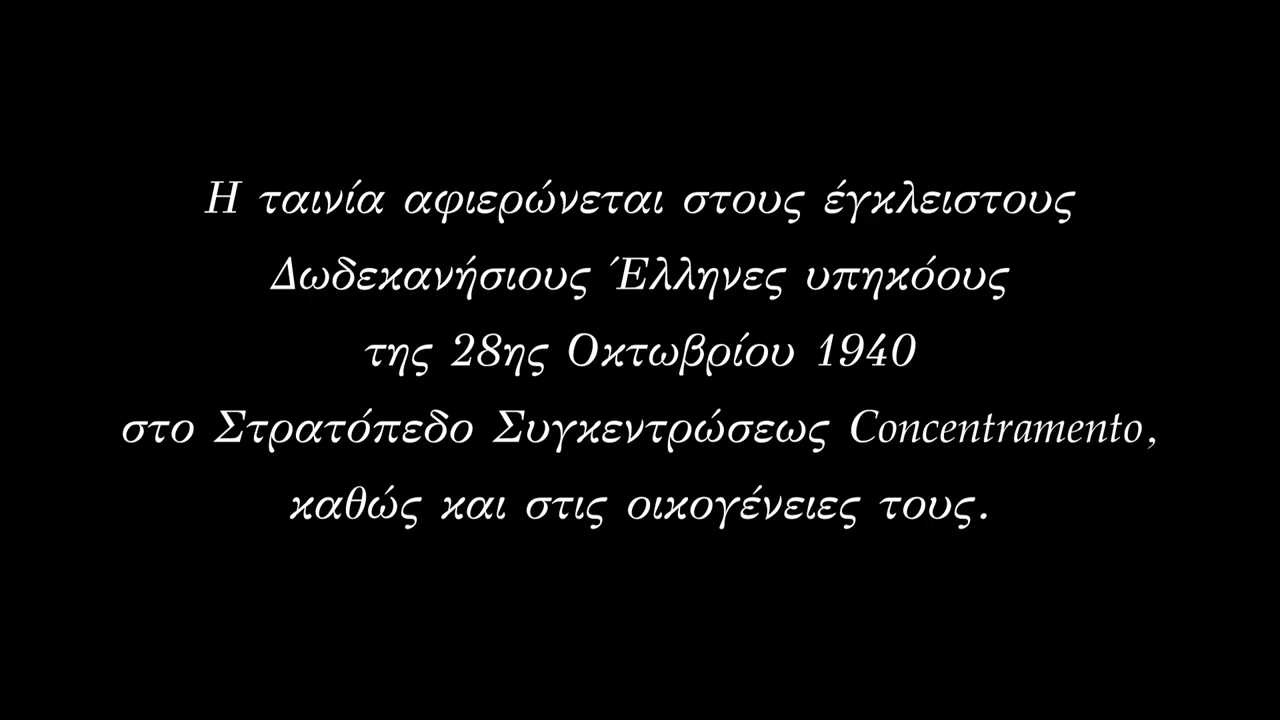 Η ταινία αφιερώνεται στους έγκλειστους
Δωδεκανήσιους Έλληνες υπηκόους
της 28ης Οκτωβρίου 1940
στο Στρατόπεδο Συγκεντρώσεως Concentramento,
καθώς και στις οικογένειες τους.